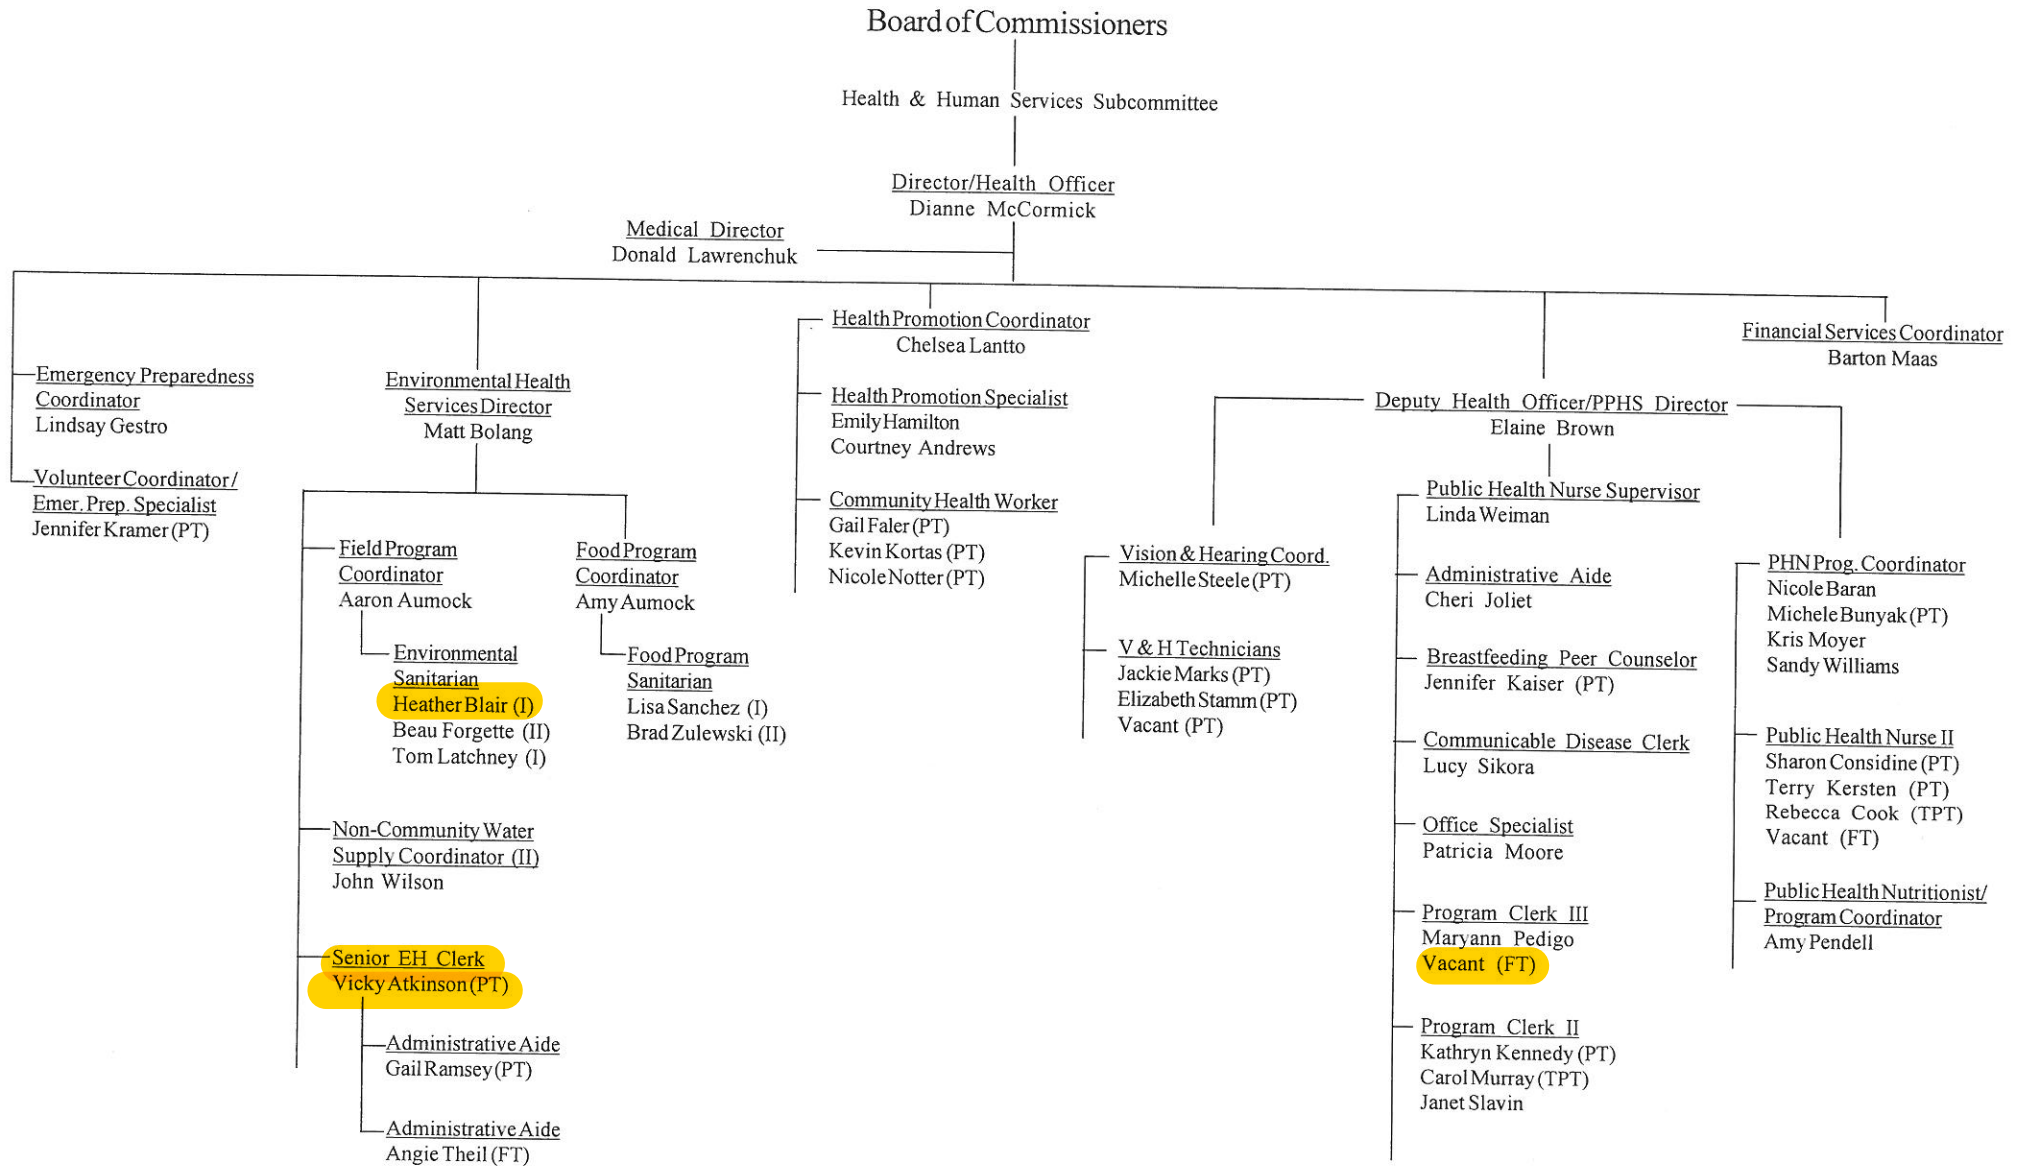 Board of Commissioners
Health & Human Services Subcommittee
Director/Health Officer
Dianne McCormick
Medical Director
Donald Lawrenchuk
Emergency Preparedness
Coordinator
Lindsay Gestro
Volunteer Coordinator/
Emer. Prep. Specialist
Jennifer Kramer (PT)
Environmental Health
Services Director
Matt Bolang
Field Program
Coordinator
Aaron Aumock
Environmental
Sanitarian
Heather Blair (I)
Beau Forgette (II)
Tom Latchney (I)
Food Program
Coordinator
Amy Aumock
Food Program
Sanitarian
Lisa Sanchez (I)
Brad Zulewski (II)
Non-Community Water
Supply Coordinator (II)
John Wilson
Senior EH Clerk
Vicky Atkinson (PT)
Administrative Aide
Gail Ramsey (PT)
Administrative Aide
Angie Theil (FT)
Health Promotion Coordinator
Chelsea Lantto
Health Promotion Specialist
Emily Hamilton
Courtney Andrews
Community Health Worker
Gail Faler (PT)
Kevin Kortas (PT)
Nicole Notter (PT)
Deputy Health Officer/PPHS Director
Elaine Brown
Vision & Hearing Coord.
Michelle Steele (PT)
V & H Technicians
Jackie Marks (PT)
Elizabeth Stamm (PT)
Vacant (PT)
Public Health Nurse Supervisor
Linda Weiman
Administrative Aide
Cheri Joliet
Breastfeeding Peer Counselor
Jennifer Kaiser (PT)
Communicable Disease Clerk
Lucy Sikora
Office Specialist
Patricia Moore
Program Clerk III
Maryann Pedigo
Vacant (FT)
Program Clerk II
Kathryn Kennedy (PT)
Carol Murray (TPT)
Janet Slavin
PHN Prog. Coordinator
Nicole Baran
Michele Bunyak (PT)
Kris Moyer
Sandy Williams
Public Health Nurse II
Sharon Considine (PT)
Terry Kersten (PT)
Rebecca Cook (TPT)
Vacant (FT)
Public Health Nutritionist/
Program Coordinator
Amy Pendell
Financial Services Coordinator
Barton Maas